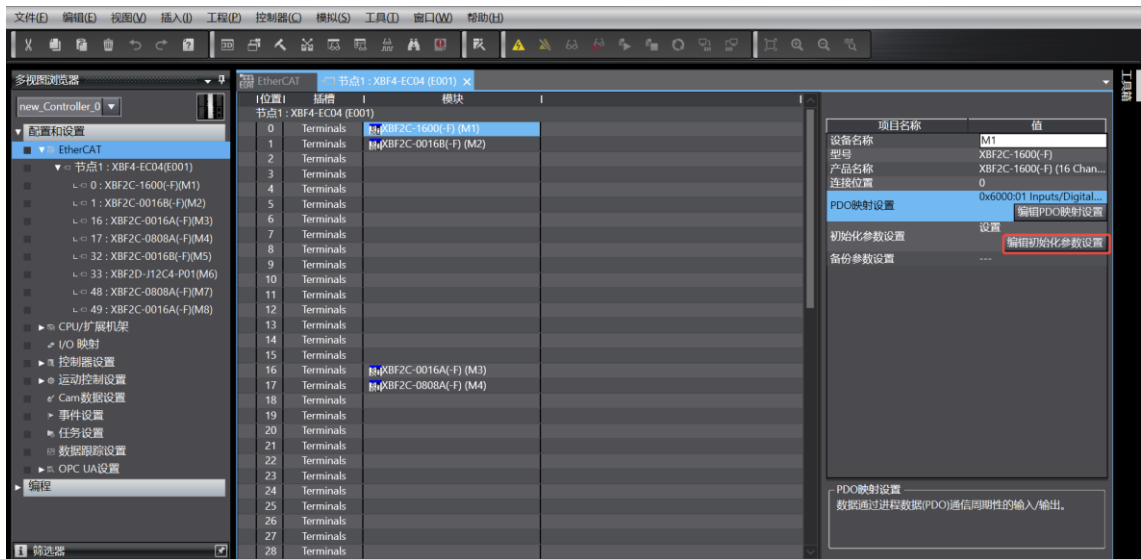 文件(F) 编辑(E) 视图(V) 插入(I) 工程(P) 控制器(C) 模拟(S) 工具(T) 窗口(W) 帮助(H)
多视图浏览器
new_Controller_0
配置和设置
EtherCAT
节点1 : XBF4-EC04(E001)
0 : XBF2C-1600(-F)(M1)
1 : XBF2C-0016B(-F)(M2)
16 : XBF2C-0016A(-F)(M3)
17 : XBF2C-0808A(-F)(M4)
32 : XBF2C-0016B(-F)(M5)
33 : XBF2D-J12C4-P01(M6)
48 : XBF2C-0808A(-F)(M7)
49 : XBF2C-0016A(-F)(M8)
CPU/扩展机架
I/O 映射
控制器设置
运动控制设置
Cam数据设置
事件设置
任务设置
数据跟踪设置
OPC UA设置
编程
筛选器
EtherCAT 节点1 : XBF4-EC04 (E001)
位置 插槽 模块
节点1 : XBF4-EC04 (E001)
0 Terminals XBF2C-1600(-F) (M1)
1 Terminals XBF2C-0016B(-F) (M2)
2 Terminals
3 Terminals
4 Terminals
5 Terminals
6 Terminals
7 Terminals
8 Terminals
9 Terminals
10 Terminals
11 Terminals
12 Terminals
13 Terminals
14 Terminals
15 Terminals
16 Terminals XBF2C-0016A(-F) (M3)
17 Terminals XBF2C-0808A(-F) (M4)
18 Terminals
19 Terminals
20 Terminals
21 Terminals
22 Terminals
23 Terminals
24 Terminals
25 Terminals
26 Terminals
27 Terminals
28 Terminals
项目名称 值
设备名称 M1
型号 XBF2C-1600(-F)
产品名称 XBF2C-1600(-F) (16 Chan...
连接位置 0
PDO映射设置 0x6000:01 Inputs/Digital...
编辑PDO映射设置
初始化参数设置 设置
编辑初始化参数设置
备份参数设置 ---
PDO映射设置
数据通过进程数据(PDO)通信周期性的输入/输出。
工具箱